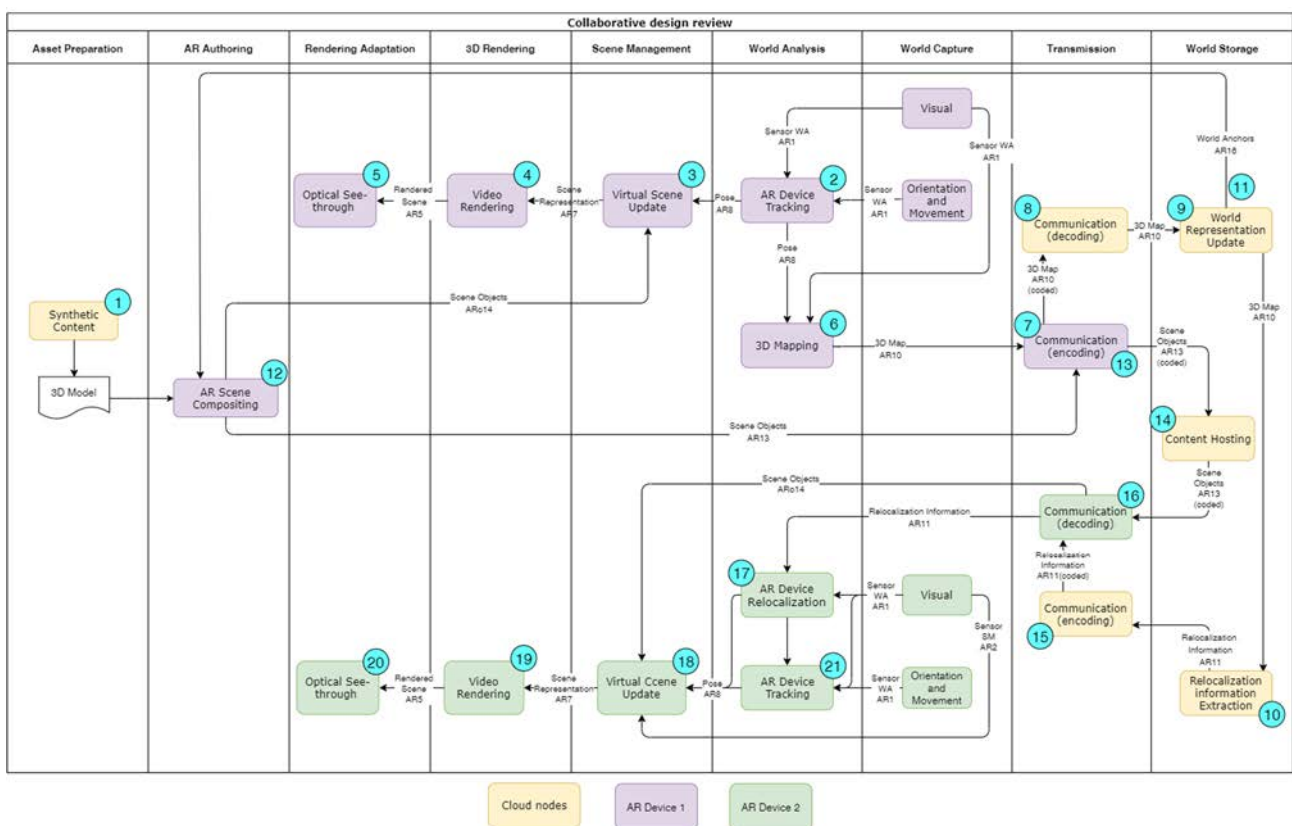 Collaborative design review
Asset Preparation
AR Authoring
Rendering Adaptation
3D Rendering
Scene Management
World Analysis
World Capture
Transmission
World Storage
Visual
Sensor WA
AR1
Sensor WA
AR1
World Anchors
AR16
11
5
4
3
2
Optical See-
through
Rendered
Scene
AR5
Video
Rendering
Scene
Representation
AR7
Virtual Scene
Update
Pose
AR8
AR Device
Tracking
Sensor
WA
AR1
Orientation
and
Movement
8
Communication
(decoding)
3D Map
AR10
9
World
Representation
Update
Pose
AR8
3D Map
AR10
(coded)
3D Map
AR10
1
Synthetic
Content
Scene Objects
ARo14
6
3D Mapping
3D Map
AR10
7
Communication
(encoding)
13
Scene
Objects
AR13
(coded)
3D Model
12
AR Scene
Compositing
Scene Objects
AR13
14
Content Hosting
Scene
Objects
AR13
(coded)
Scene Objects
ARo14
16
Communication
(decoding)
Relocalization Information
AR11
Relocalization
Information
AR11(coded)
17
AR Device
Relocalization
Sensor
WA
AR1
Visual
Sensor
SM
AR2
Communication
(encoding)
15
Relocalization
Information
AR11
20
19
18
21
Optical See-
through
Rendered
Scene
AR5
Video
Rendering
Scene
Representation
AR7
Virtual Ccene
Update
Pose
AR8
AR Device
Tracking
Sensor
WA
AR1
Orientation
and
Movement
Relocalization
information
Extraction
10
Cloud nodes
AR Device 1
AR Device 2